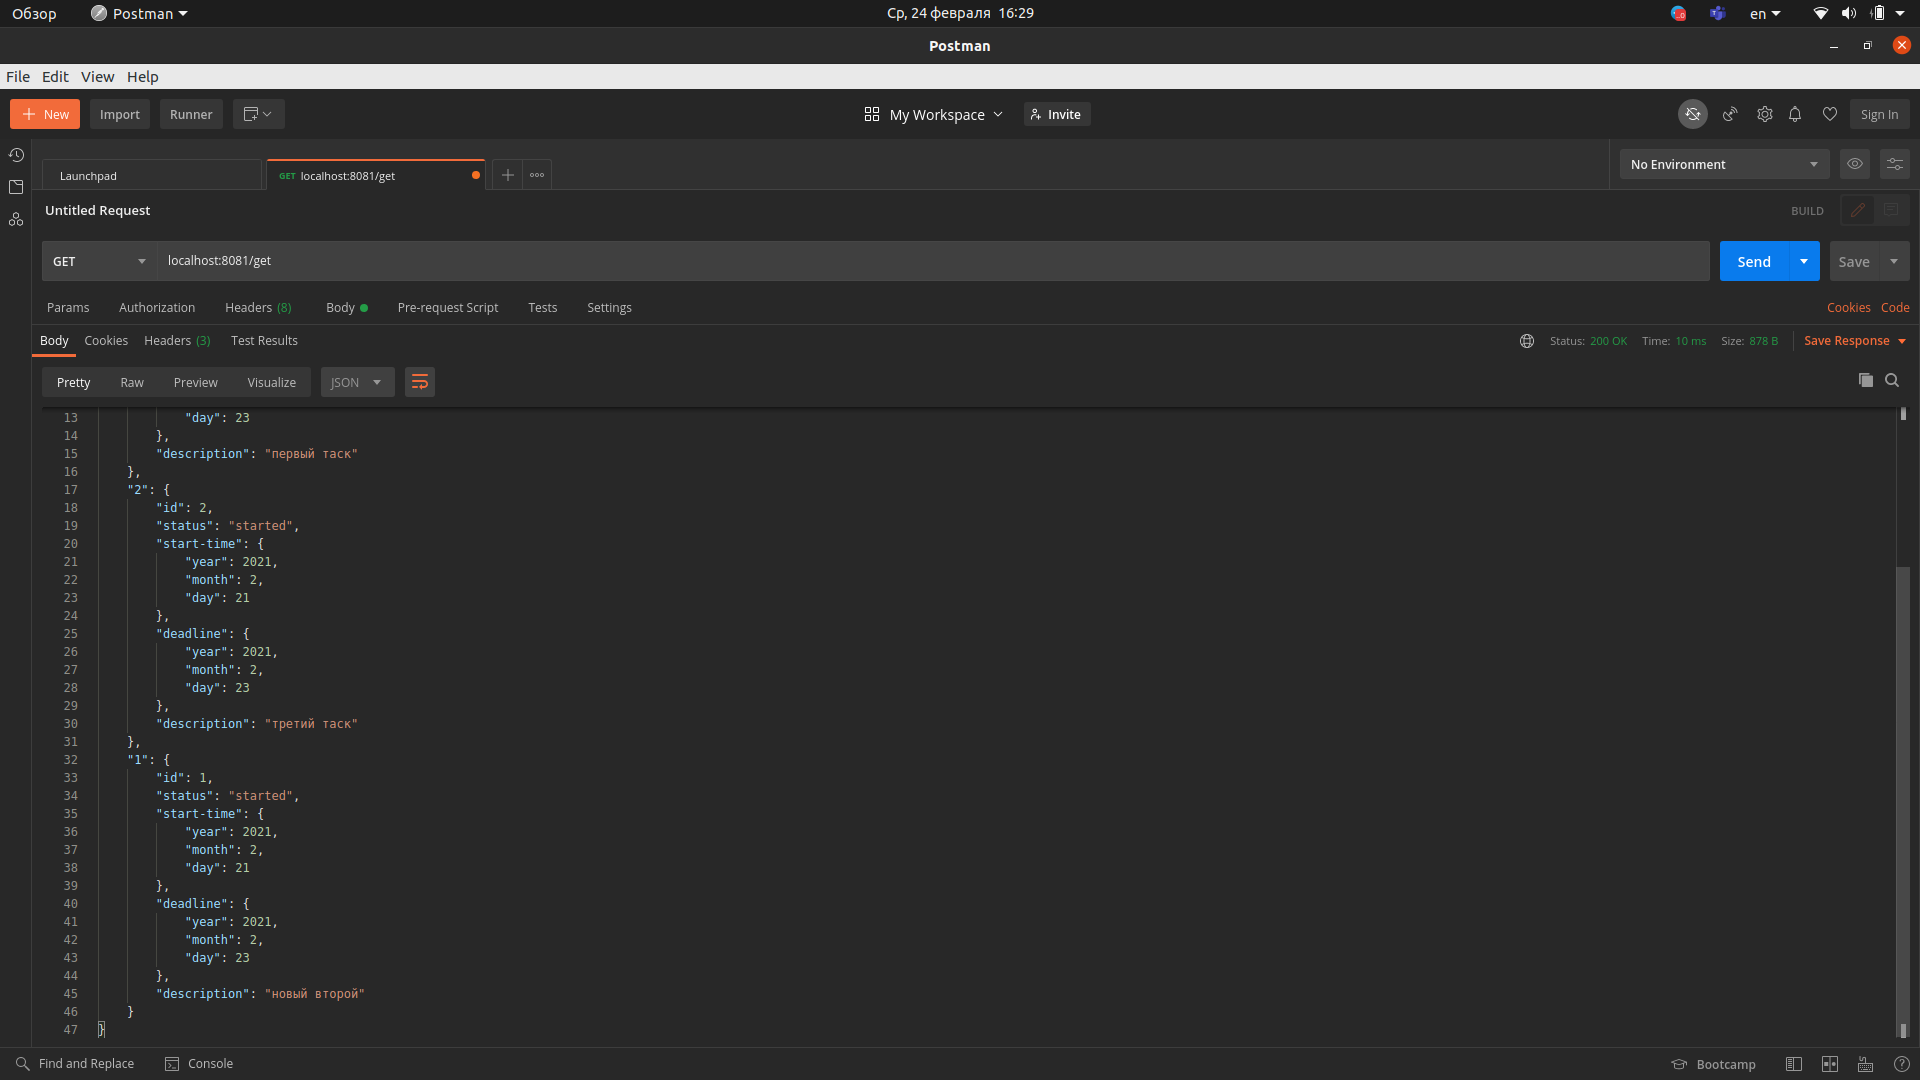 Обзор Postman Ср, 24 февраля 16:29 en
Postman
File Edit View Help
New Import Runner My Workspace Invite Sign In
Launchpad GET localhost:8081/get No Environment
Untitled Request BUILD
GET localhost:8081/get Send Save
Params Authorization Headers (8) Body Pre-request Script Tests Settings Cookies Code
Body Cookies Headers (3) Test Results Status: 200 OK Time: 10 ms Size: 878 B Save Response
Pretty Raw Preview Visualize JSON
13 "day": 23
14 },
15 "description": "первый таск"
16 },
17 "2": {
18 "id": 2,
19 "status": "started",
20 "start-time": {
21 "year": 2021,
22 "month": 2,
23 "day": 21
24 },
25 "deadline": {
26 "year": 2021,
27 "month": 2,
28 "day": 23
29 },
30 "description": "третий таск"
31 },
32 "1": {
33 "id": 1,
34 "status": "started",
35 "start-time": {
36 "year": 2021,
37 "month": 2,
38 "day": 21
39 },
40 "deadline": {
41 "year": 2021,
42 "month": 2,
43 "day": 23
44 },
45 "description": "новый второй"
46 }
47 }
Find and Replace Console Bootcamp